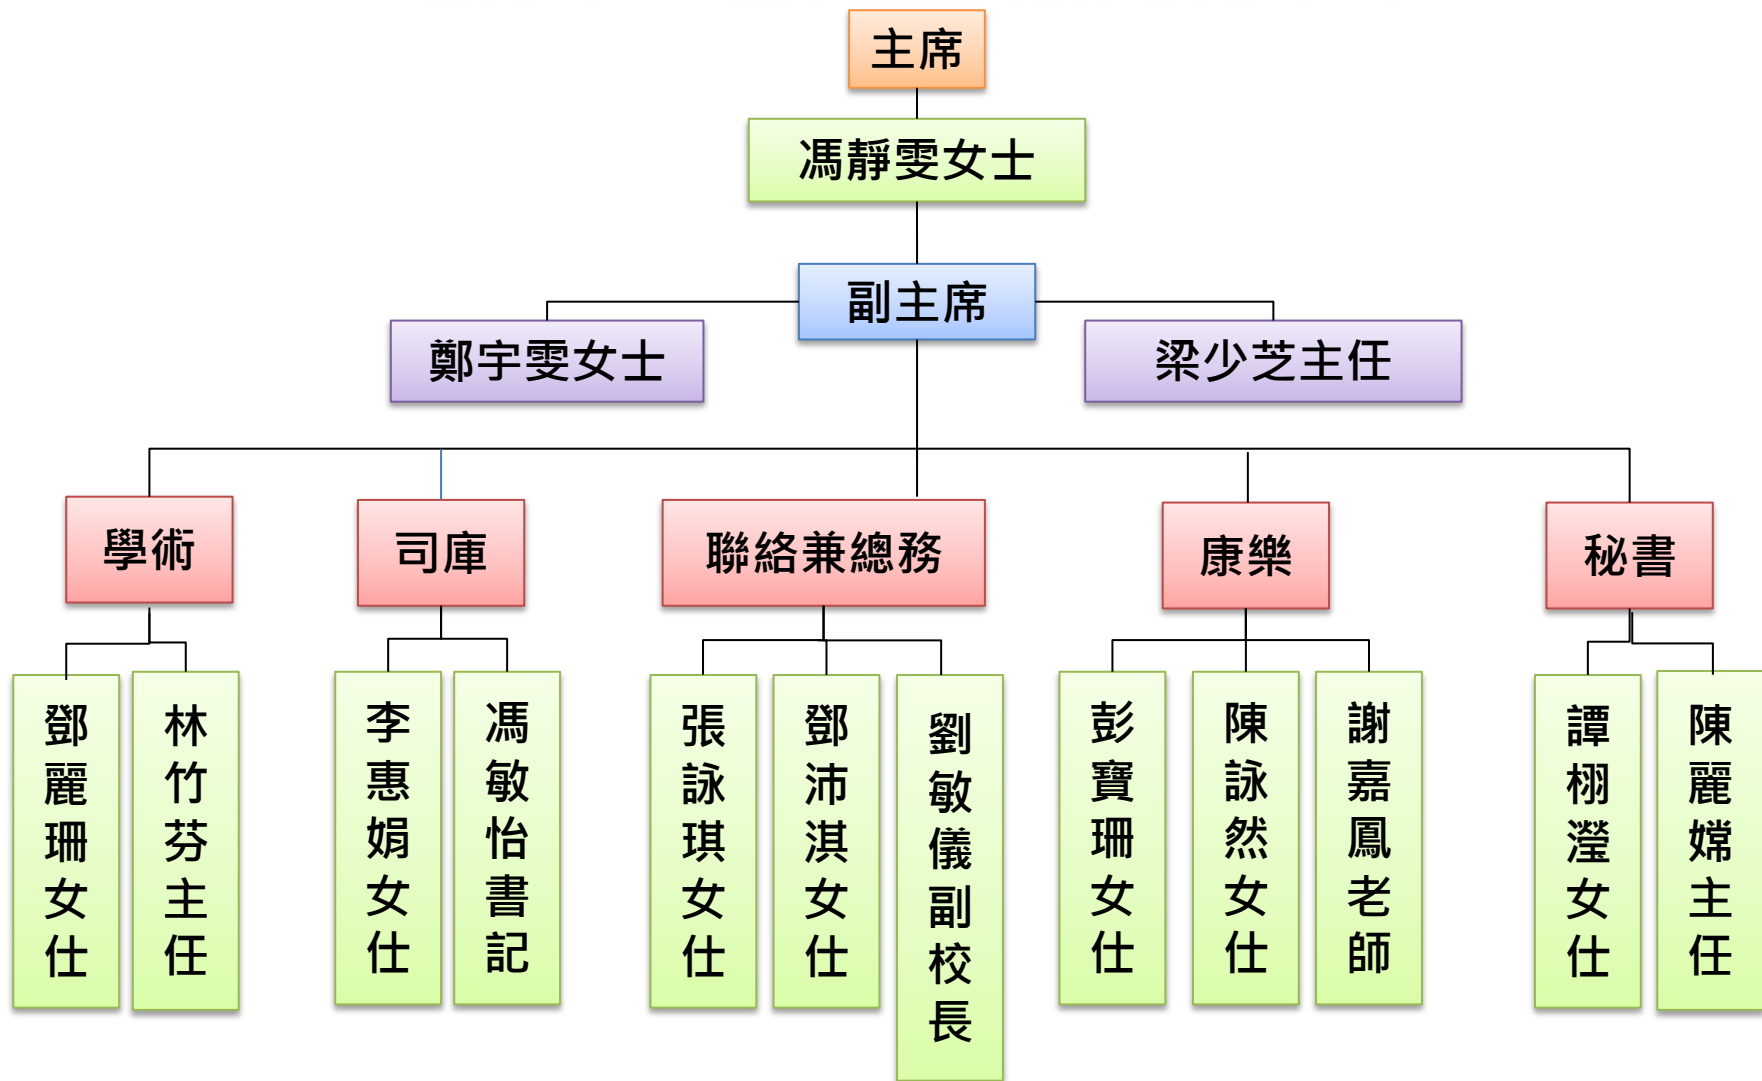 主席
馮靜雯女士
副主席
鄭宇雯女士
梁少芝主任
學術
司庫
聯絡兼總務
康樂
秘書
鄧麗珊女仕
林竹芬主任
李惠娟女仕
馮敏怡書記
張詠琪女仕
鄧沛淇女仕
劉敏儀副校長
彭寶珊女仕
陳詠然女仕
謝嘉鳳老師
譚栩瀅女仕
陳麗嫦主任